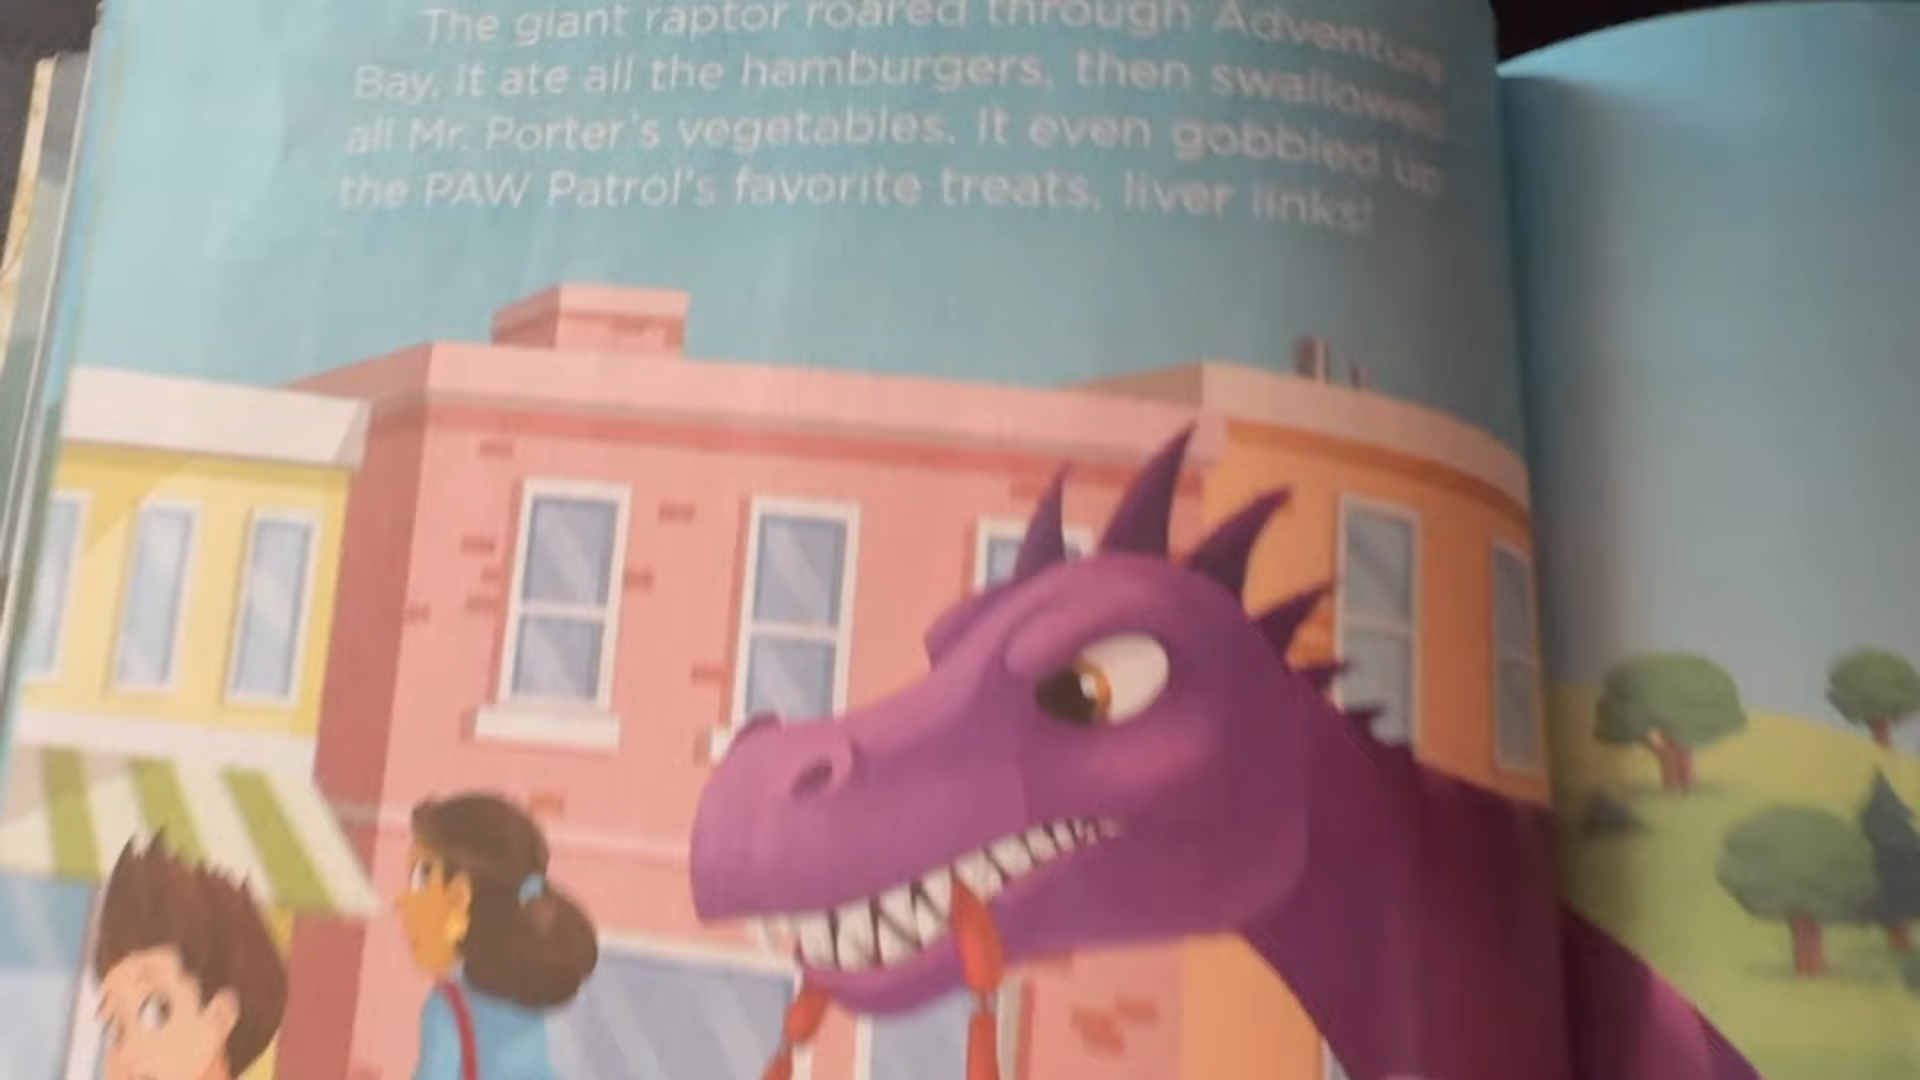 The giant raptor roared through Adventure
Bay. It ate all the hamburgers, then swallowed
all Mr. Porter's vegetables. It even gobbled up
the PAW Patrol's favorite treats, liver links!